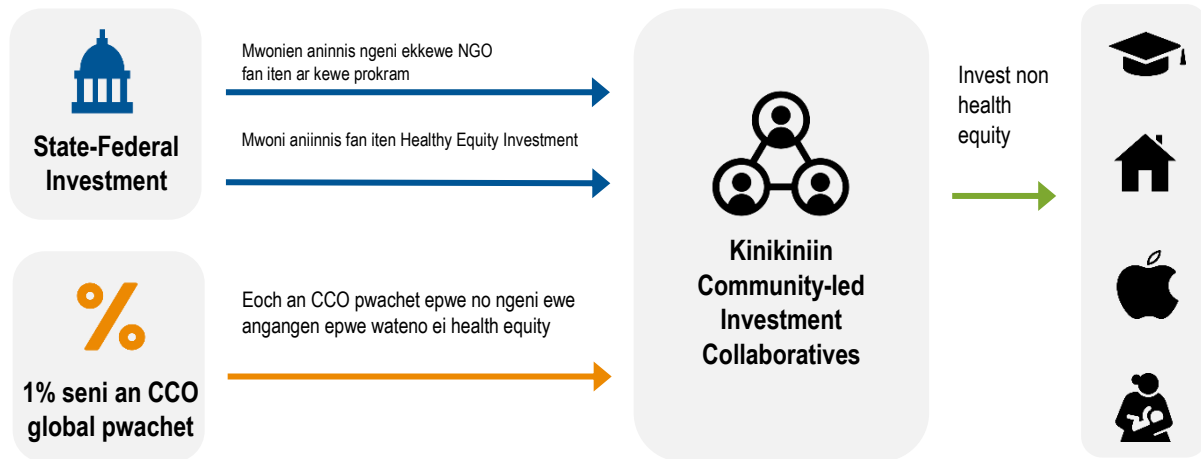 Mwonien aninnis ngeni ekkewe NGO
fan iten ar kewe prokram
State-Federal
Investment
Mwoni aniinnis fan iten Healthy Equity Investment
%
1% seni an CCO
global pwachet
Eoch an CCO pwachet epwe no ngeni ewe
angangen epwe wateno ei health equity
Kinikiniin
Community-led
Investment
Collaboratives
Invest non
health
equity